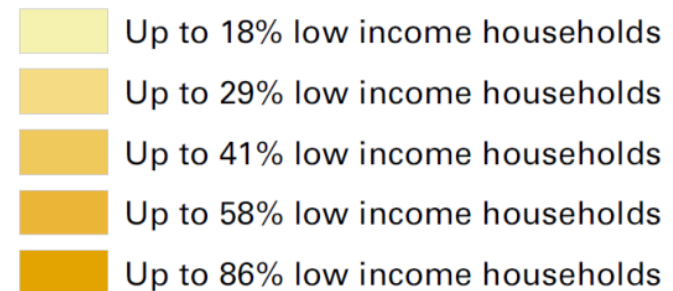 Up to 18% low income households
Up to 29% low income households
Up to 41% low income households
Up to 58% low income households
Up to 86% low income households